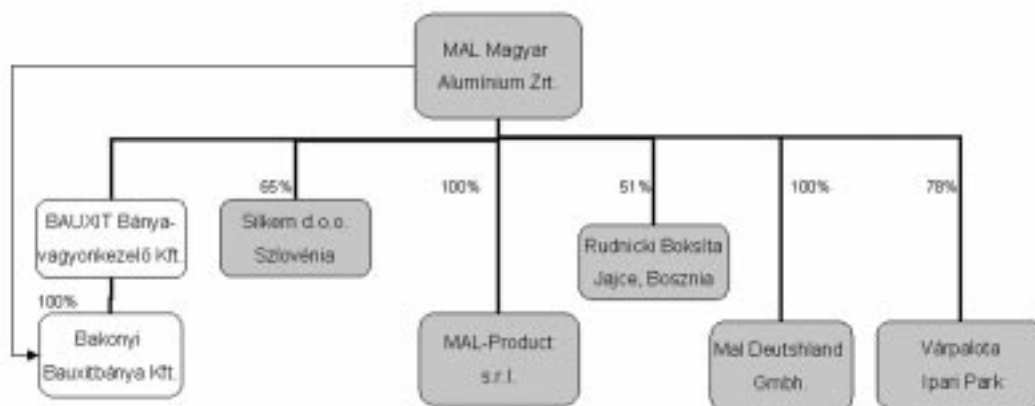 MAL Magyar
Alumínium Zrt.
65%
100%
51%
100%
78%
BAUXIT Bánya-
vagyonkezelő Kft.
Silkem d.o.o.
Szlovénia
Rudnicki Boksita
Jajce, Bosznia
100%
Bakonyi
Bauxitbánya Kft.
MAL-Product
s.r.l.
Mal Deutshland
Gmbh.
Várpalota
Ipari Park